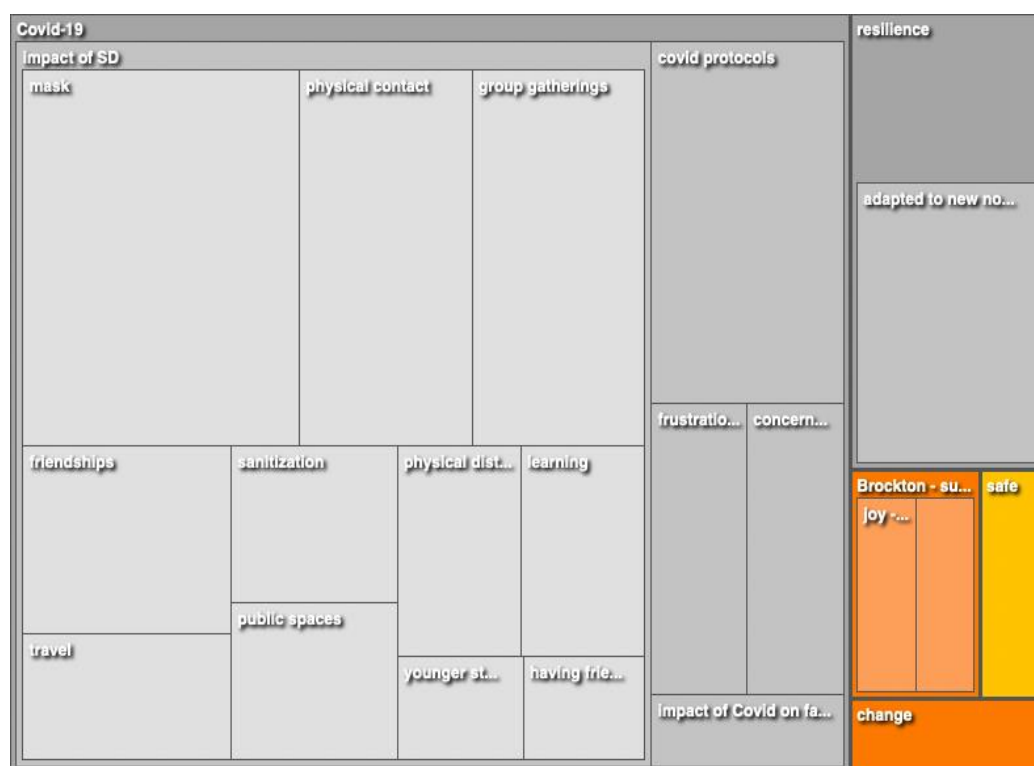 Covid-19
impact of SD
mask
physical contact
group gatherings
friendships
sanitization
physical dist...
learning
public spaces
travel
younger st...
having frie...
covid protocols
frustratio...
concern...
impact of Covid on fa...
resilience
adapted to new no...
Brockton - su...
joy -...
safe
change